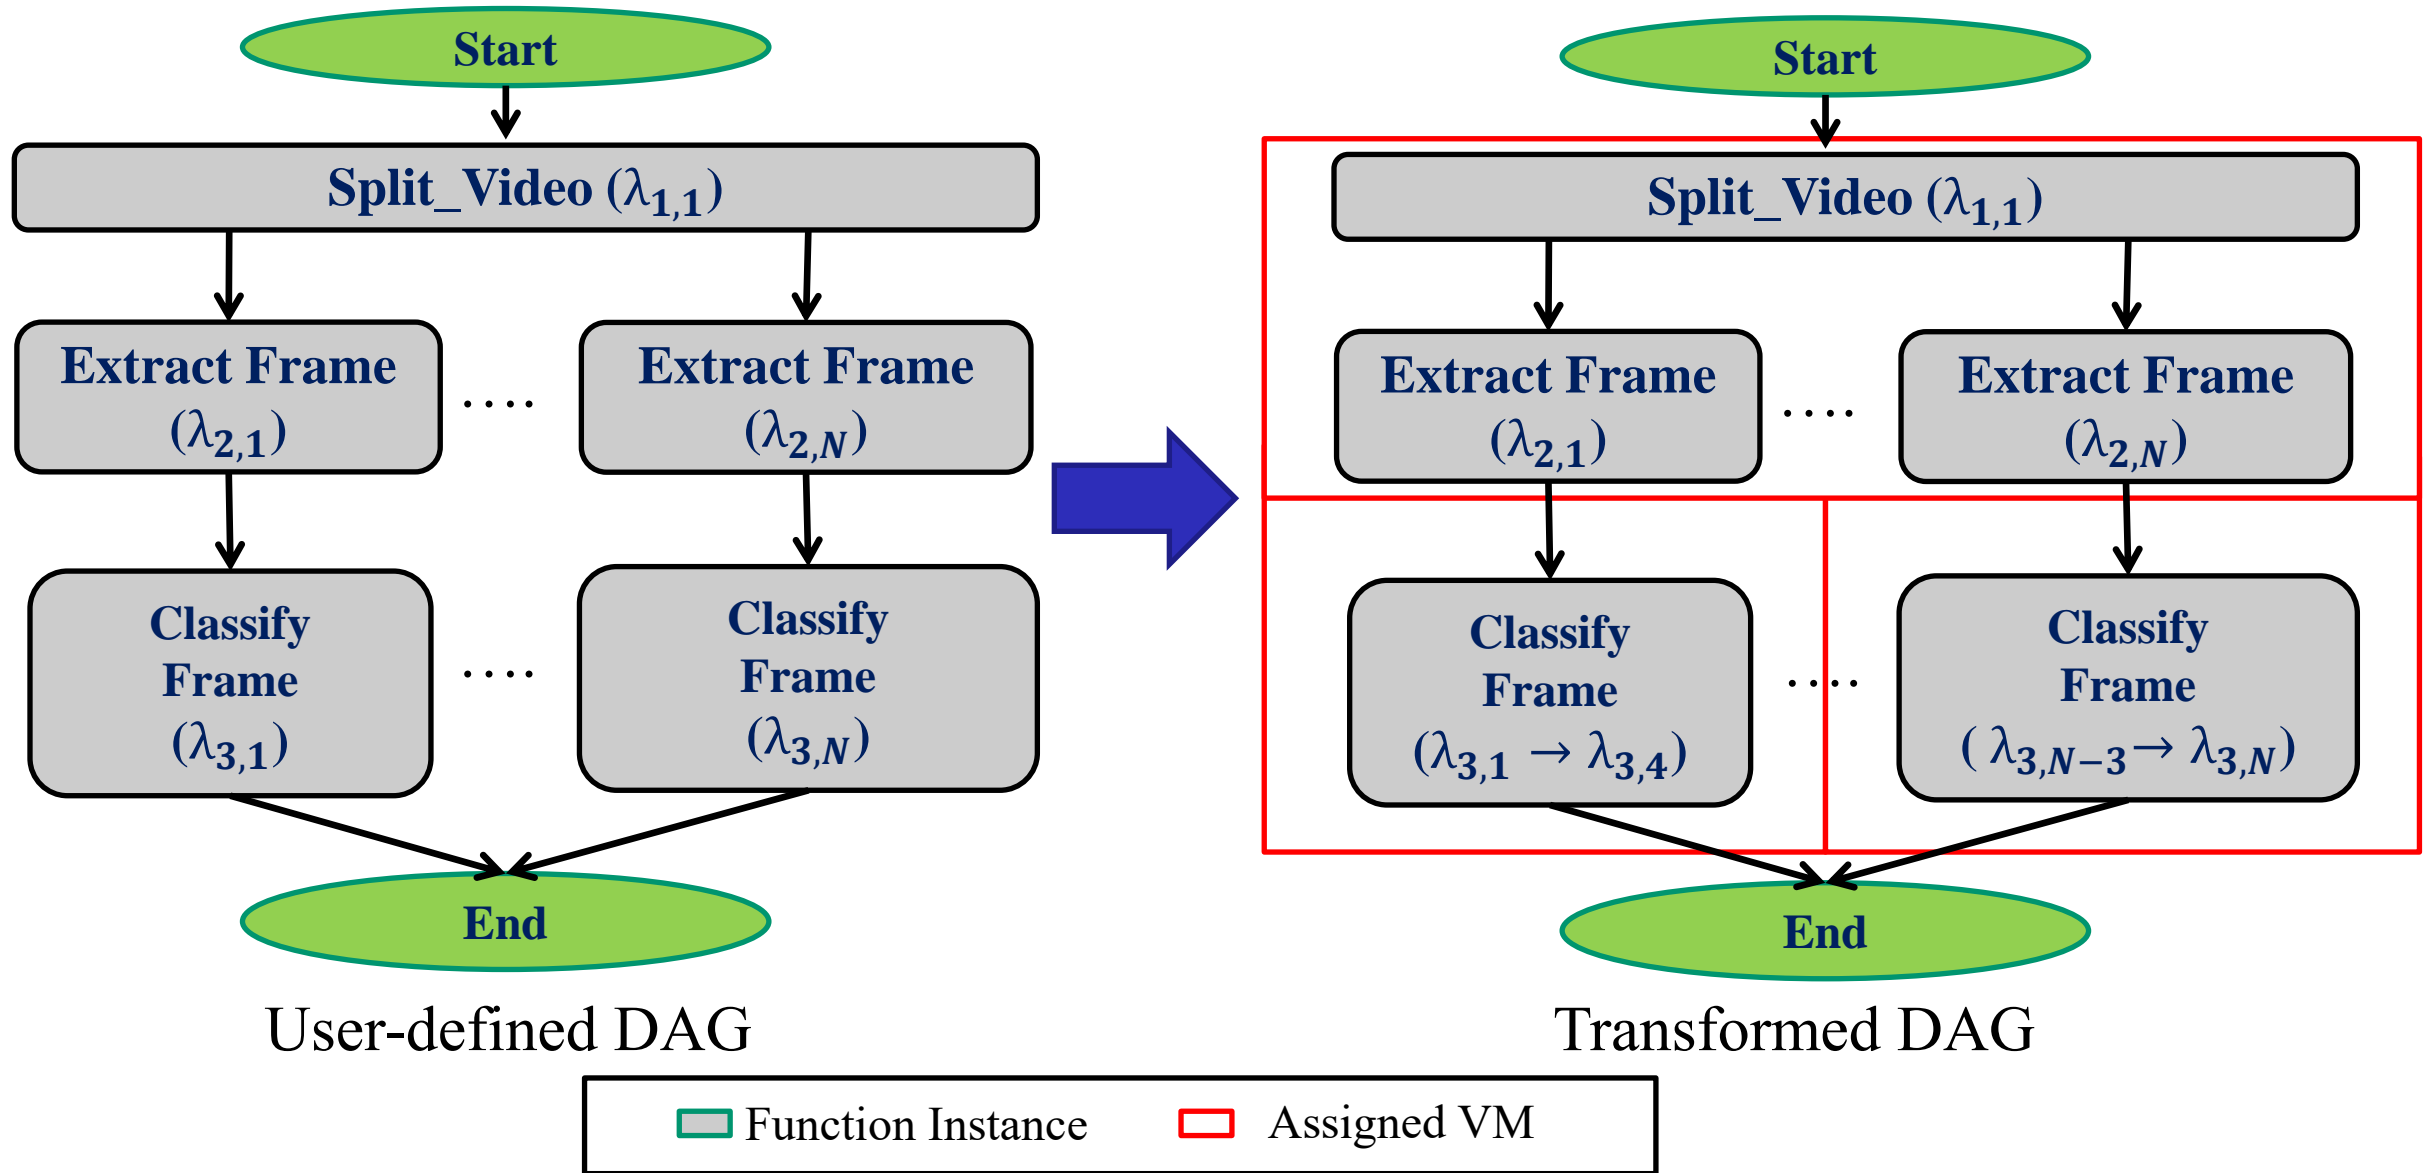 Start
Split_Video (λ1,1)
Extract Frame
(λ2,1)
....
Extract Frame
(λ2,N)
Classify
Frame
(λ3,1)
....
Classify
Frame
(λ3,N)
End
User-defined DAG
Start
Split_Video (λ1,1)
Extract Frame
(λ2,1)
....
Extract Frame
(λ2,N)
Classify
Frame
(λ3,1 → λ3,4)
....
Classify
Frame
( λ3,N−3→ λ3,N)
End
Transformed DAG
Function Instance
Assigned VM